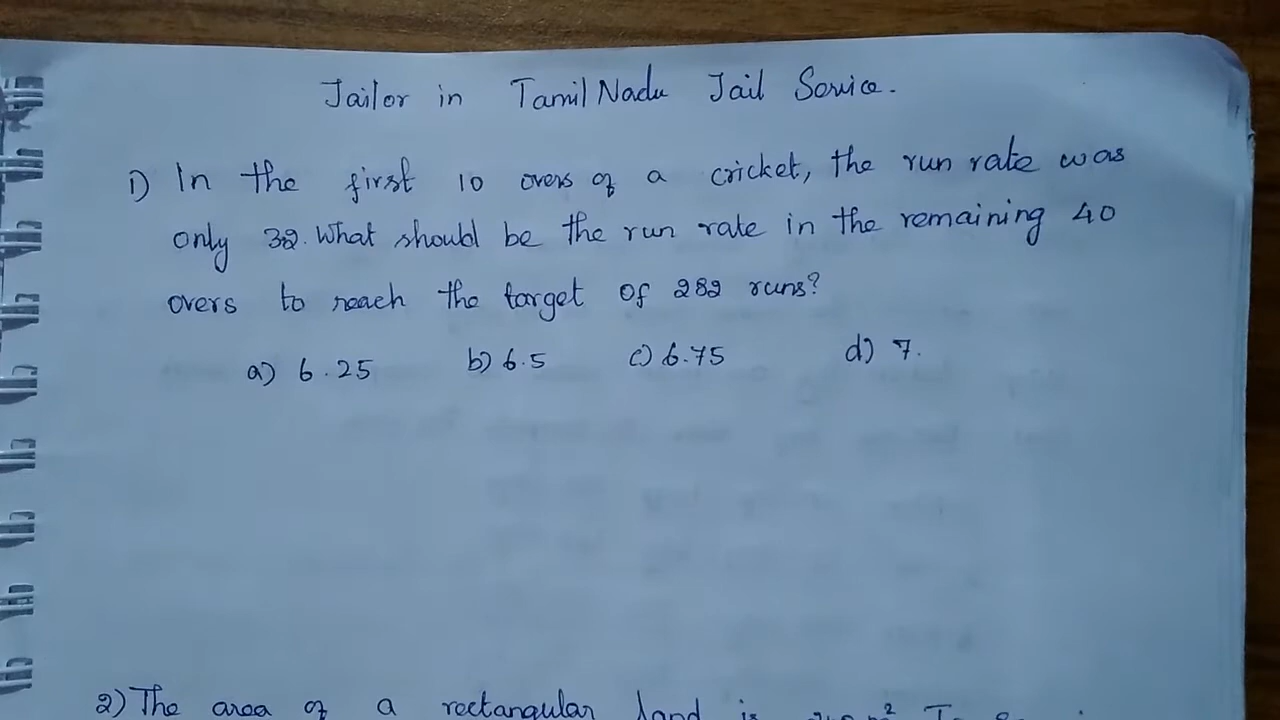 Jailor in Tamil Nadu Jail Service.
1) In the first 10 overs of a cricket, the run rate was
only 32. What should be the run rate in the remaining 40
overs to reach the target of 282 runs?
a) 6.25 b) 6.5 c) 6.75 d) 7.
2) The area of a rectangular land is